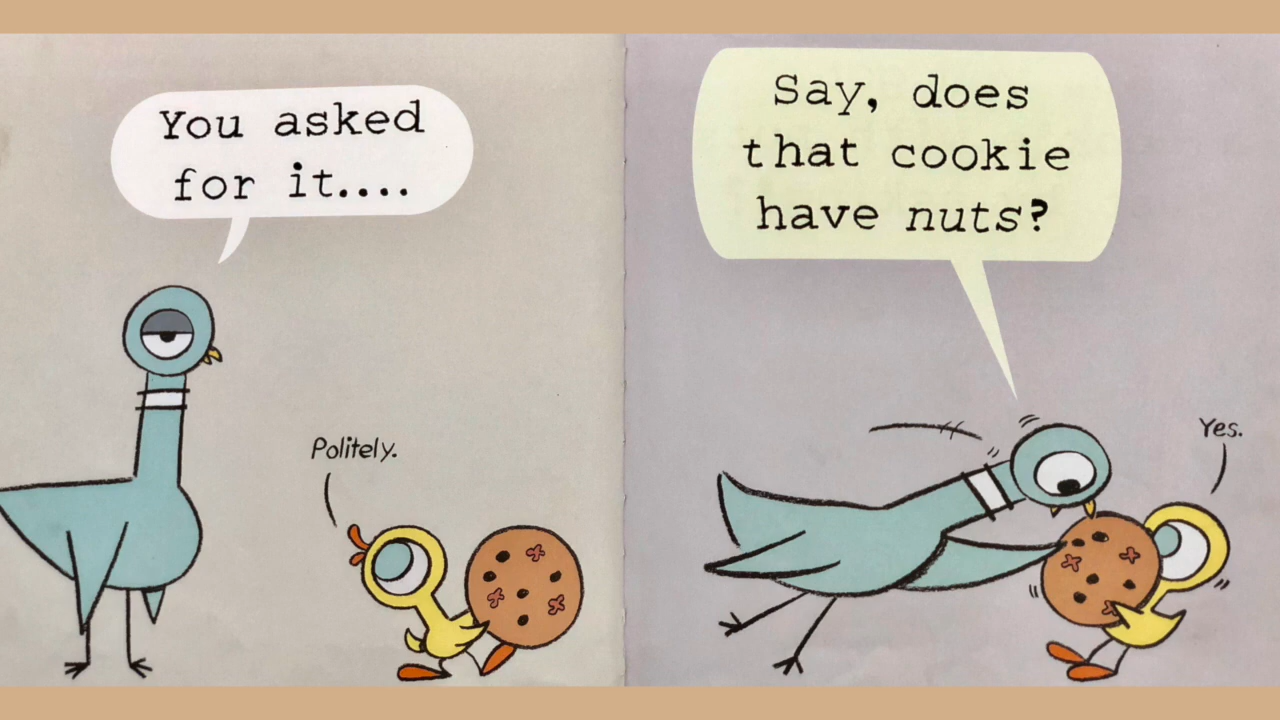 You asked
for it....
Politely.
Say, does
that cookie
have nuts?
Yes.